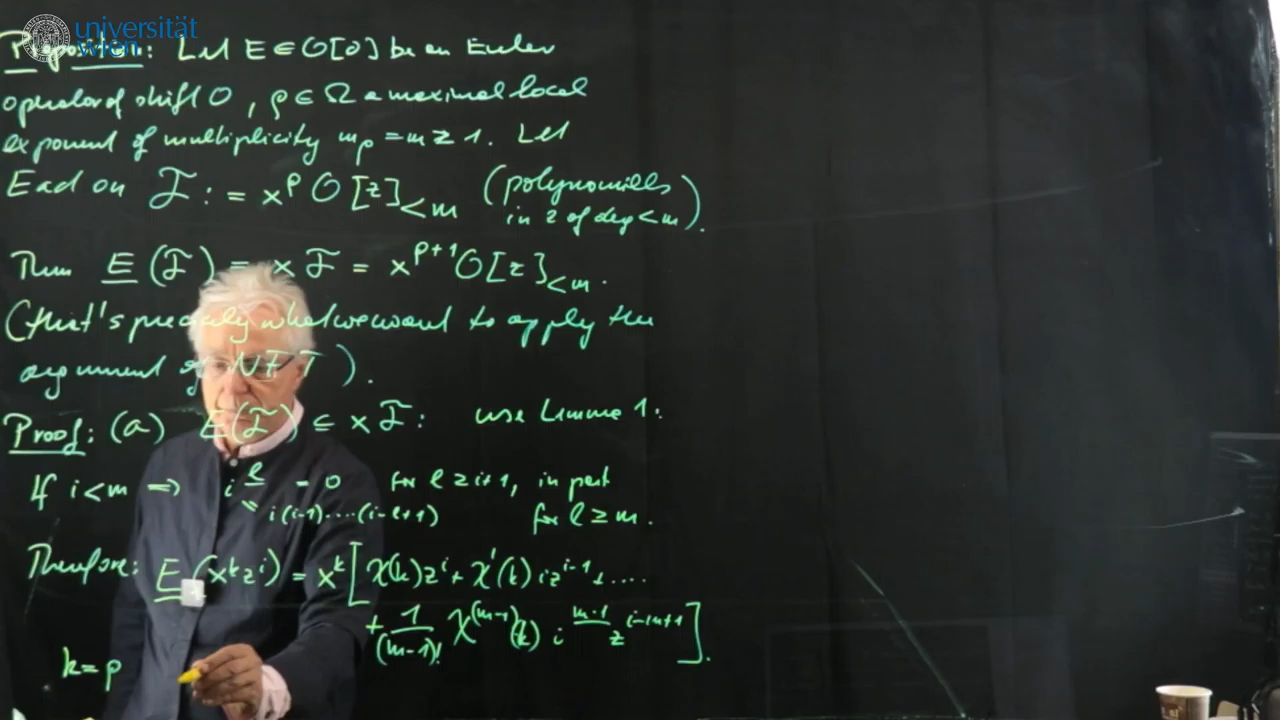 universität wien
Proposition: Let E ∈ O[∂] be an Euler
operator of shift 0, ρ ∈ Ω a maximal local
exponent of multiplicity m_ρ = m ≥ 1. Let
E act on F := x^ρ O[z]_{<m} (polynomials in z of deg < m).
Then E(F) = xF = x^{ρ+1} O[z]_{<m}.
(that's precisely what we want to apply the
argument of NFT).
Proof: (a) E(F) ⊆ xF: use Lemma 1:
If i < m ⇒ i^{\underline{ℓ}} = 0 for ℓ ≥ i+1, in part
" i(i-1)....(i-ℓ+1) for ℓ ≥ m.
Therefore: E(x^k z^i) = x^k [χ(k)z^i + χ'(k) i z^{i-1} + ....
+ 1/(m-1)! χ^{(m-1)}(k) i^{\underline{m-1}} z^{i-m+1}].
k = ρ